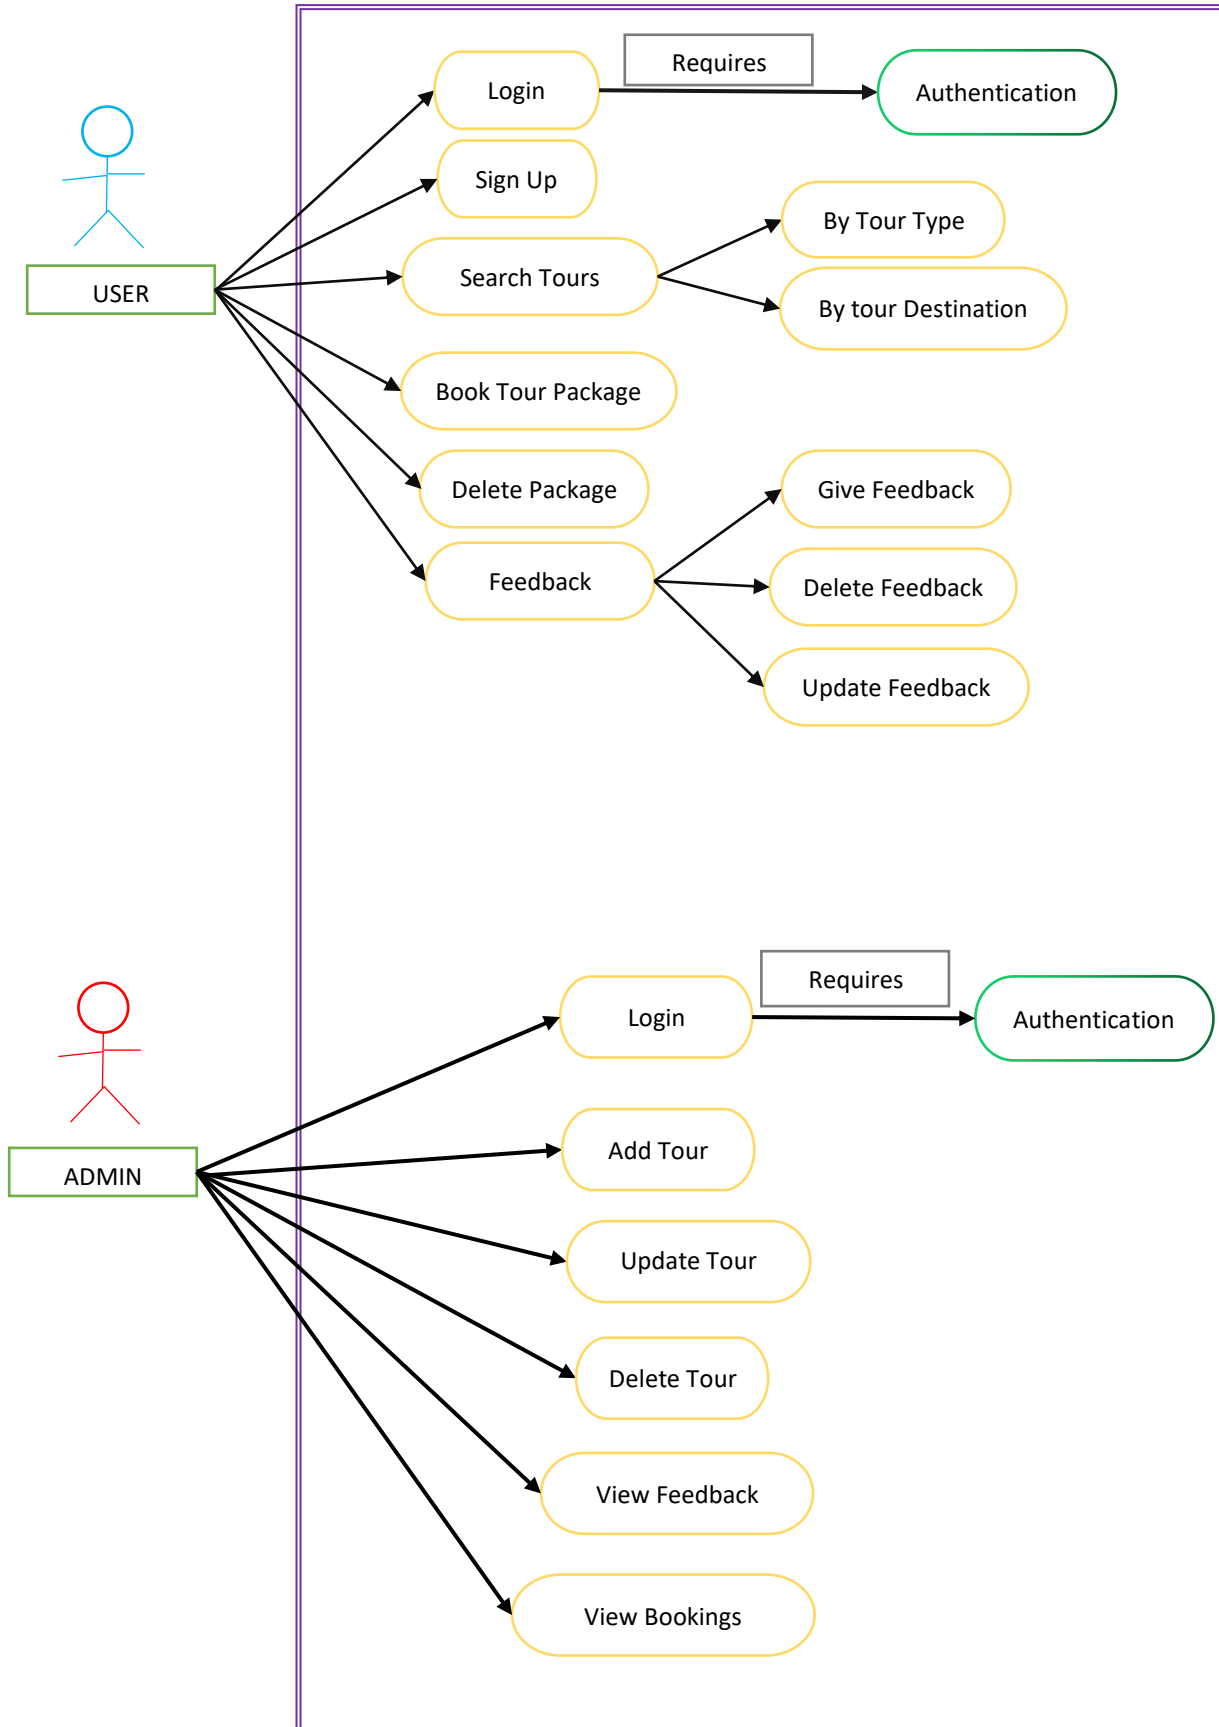 Requires
Login
Authentication
Sign Up
By Tour Type
Search Tours
USER
By tour Destination
Book Tour Package
Delete Package
Give Feedback
Feedback
Delete Feedback
Update Feedback
Requires
Login
Authentication
Add Tour
ADMIN
Update Tour
Delete Tour
View Feedback
View Bookings